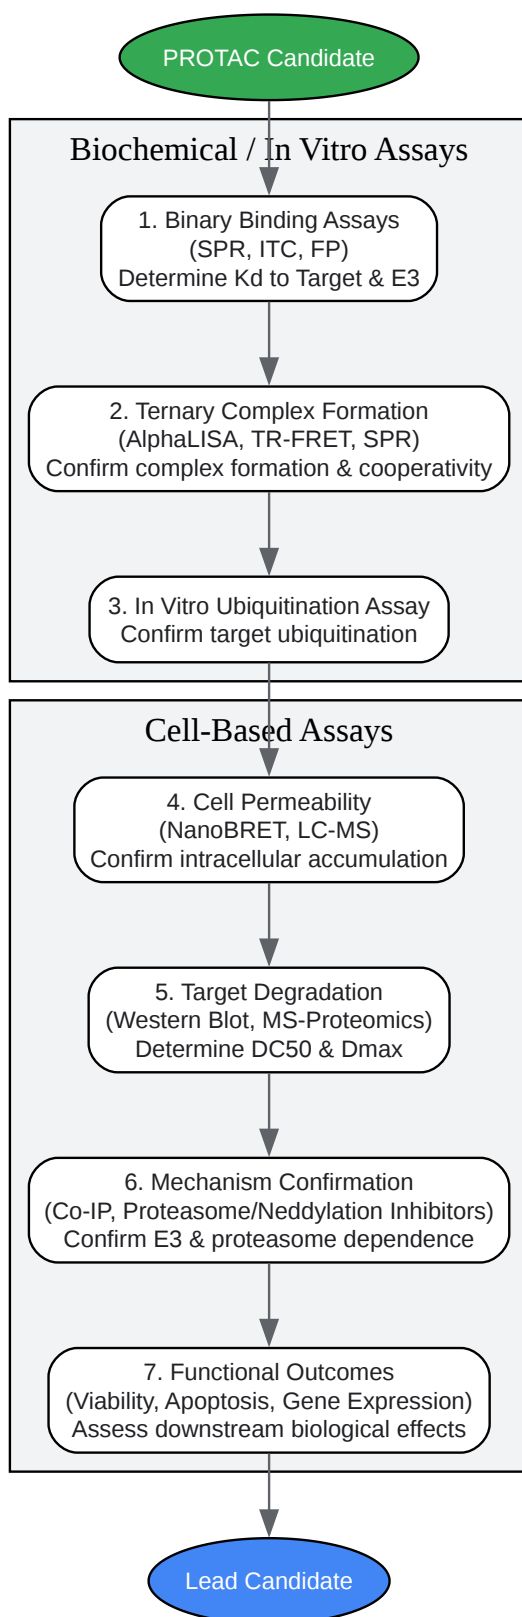 PROTAC Candidate
Biochemical / In Vitro Assays
1. Binary Binding Assays
(SPR, ITC, FP)
Determine Kd to Target & E3
2. Ternary Complex Formation
(AlphaLISA, TR-FRET, SPR)
Confirm complex formation & cooperativity
3. In Vitro Ubiquitination Assay
Confirm target ubiquitination
Cell-Based Assays
4. Cell Permeability
(NanoBRET, LC-MS)
Confirm intracellular accumulation
5. Target Degradation
(Western Blot, MS-Proteomics)
Determine DC50 & Dmax
6. Mechanism Confirmation
(Co-IP, Proteasome/Neddylation Inhibitors)
Confirm E3 & proteasome dependence
7. Functional Outcomes
(Viability, Apoptosis, Gene Expression)
Assess downstream biological effects
Lead Candidate